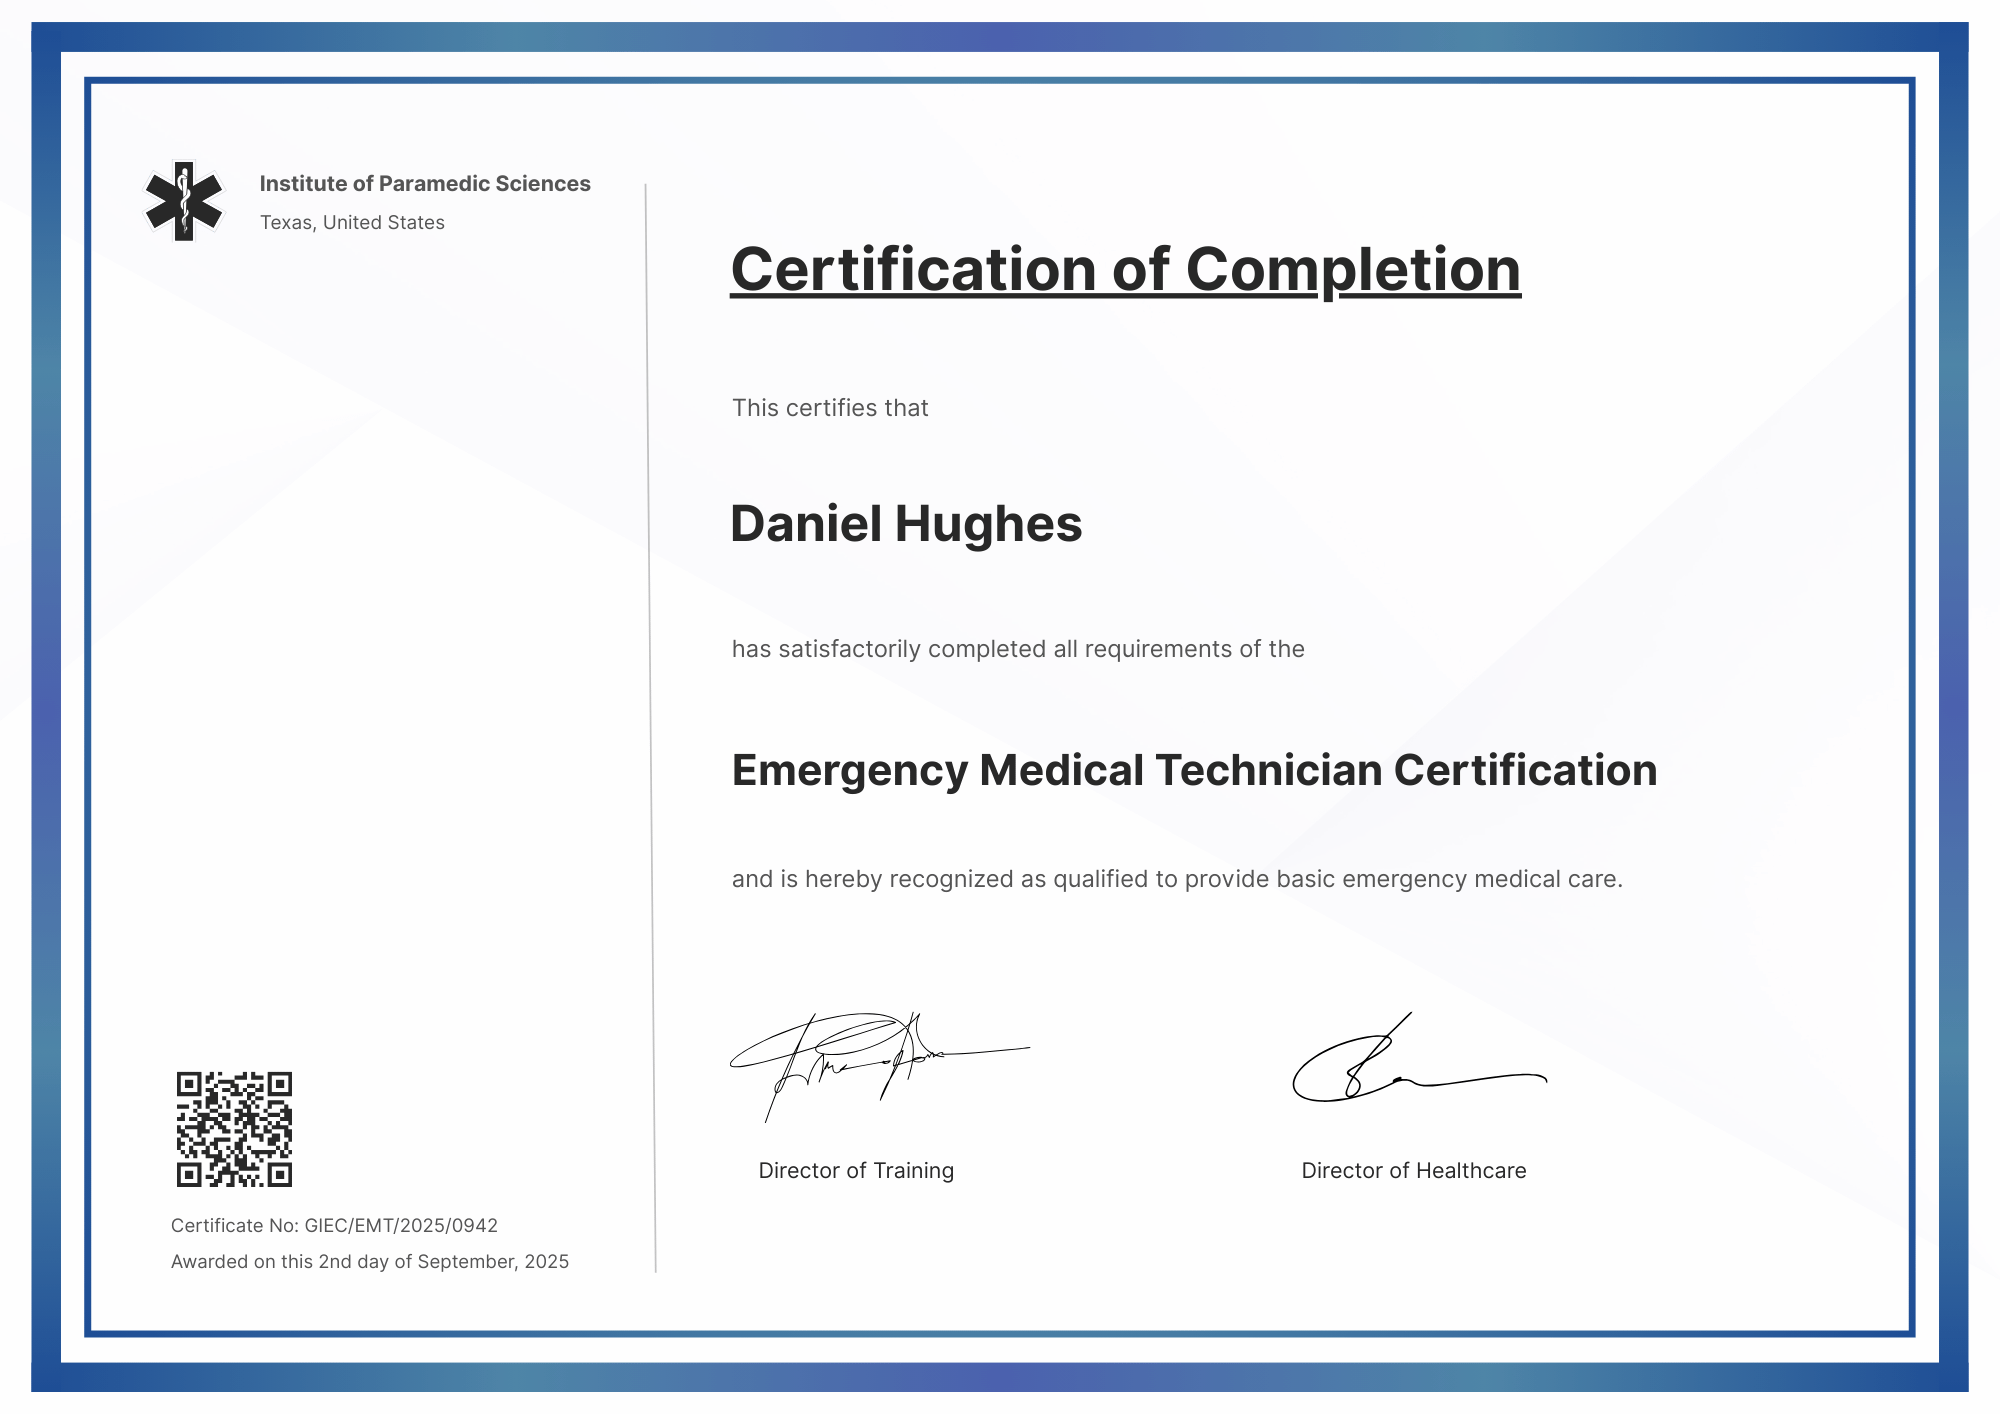 Institute of Paramedic Sciences
Texas, United States
Certification of Completion
This certifies that
Daniel Hughes
has satisfactorily completed all requirements of the
Emergency Medical Technician Certification
and is hereby recognized as qualified to provide basic emergency medical care.
Director of Training
Director of Healthcare
Certificate No: GIEC/EMT/2025/0942
Awarded on this 2nd day of September, 2025